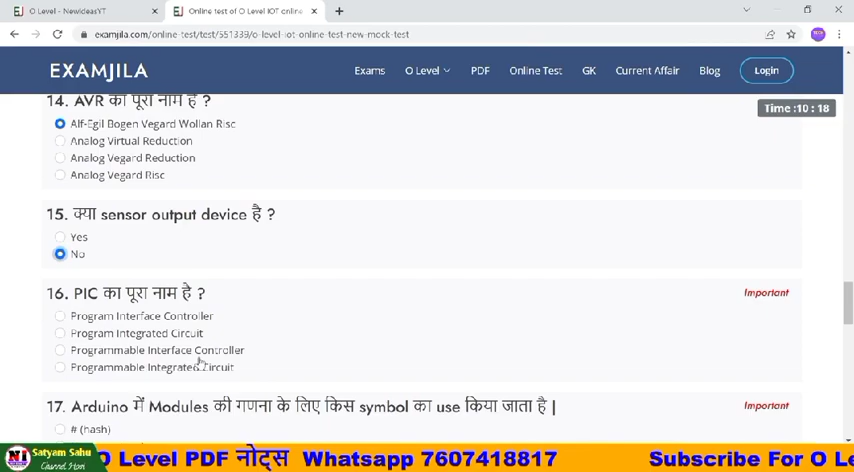 O Level - NewideasYT
Online test of O Level IOT online
examjila.com/online-test/test/551339/o-level-iot-online-test-new-mock-test
EXAMJILA
Exams
O Level
PDF
Online Test
GK
Current Affair
Blog
Login
14. AVR का पूरा नाम है ?
Time :10 : 18
Alf-Egil Bogen Vegard Wollan Risc
Analog Virtual Reduction
Analog Vegard Reduction
Analog Vegard Risc
15. क्या sensor output device है ?
Yes
No
16. PIC का पूरा नाम है ?
Important
Program Interface Controller
Program Integrated Circuit
Programmable Interface Controller
Programmable Integrated Circuit
17. Arduino में Modules की गणना के लिए किस symbol का use किया जाता है |
Important
# (hash)
Satyam Sahu
O Level PDF नोट्स Whatsapp 7607418817 Subscribe For O Le